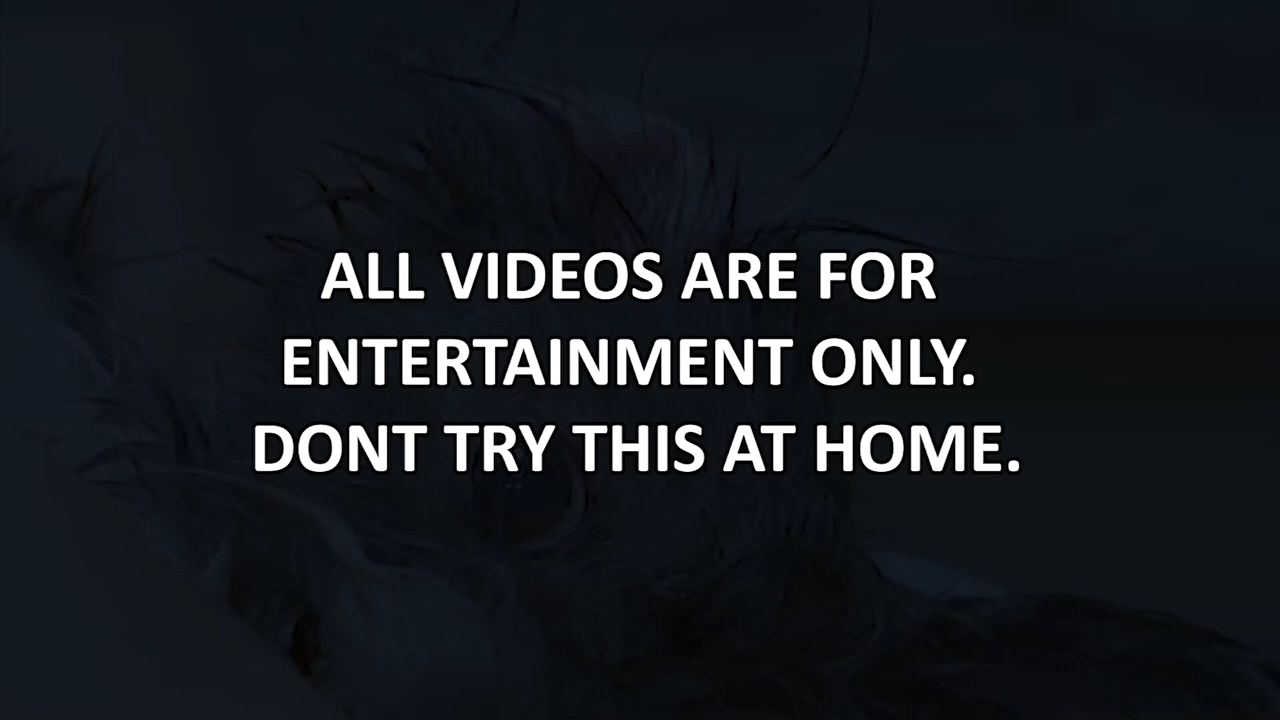 ALL VIDEOS ARE FOR
ENTERTAINMENT ONLY.
DONT TRY THIS AT HOME.